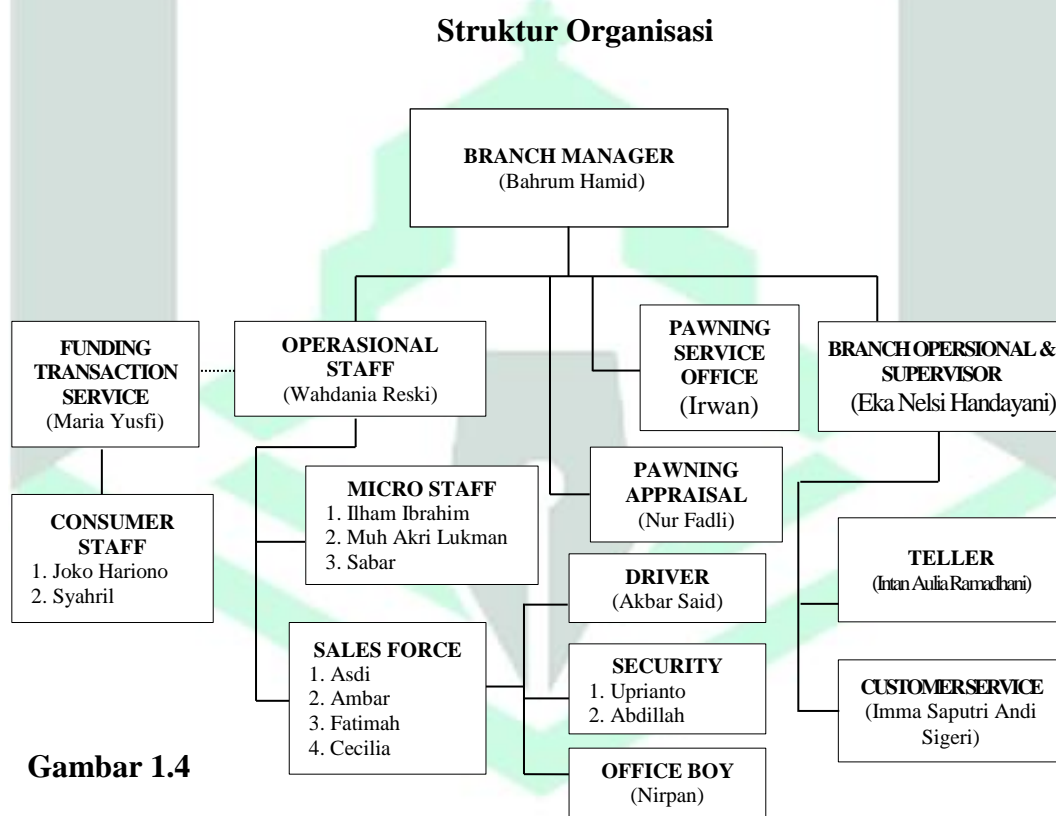 Struktur Organisasi
BRANCH MANAGER
(Bahrum Hamid)
FUNDING
TRANSACTION
SERVICE
(Maria Yusfi)
OPERASIONAL
STAFF
(Wahdania Reski)
PAWNING
SERVICE
OFFICE
(Irwan)
BRANCH OPERSIONAL &
SUPERVISOR
(Eka Nelsi Handayani)
CONSUMER
STAFF
1. Joko Hariono
2. Syahril
MICRO STAFF
1. Ilham Ibrahim
2. Muh Akri Lukman
3. Sabar
PAWNING
APPRAISAL
(Nur Fadli)
TELLER
(Intan Aulia Ramadhani)
DRIVER
(Akbar Said)
SALES FORCE
1. Asdi
2. Ambar
3. Fatimah
4. Cecilia
SECURITY
1. Uprianto
2. Abdillah
CUSTOMER SERVICE
(Imma Saputri Andi
Sigeri)
OFFICE BOY
(Nirpan)
Gambar 1.4